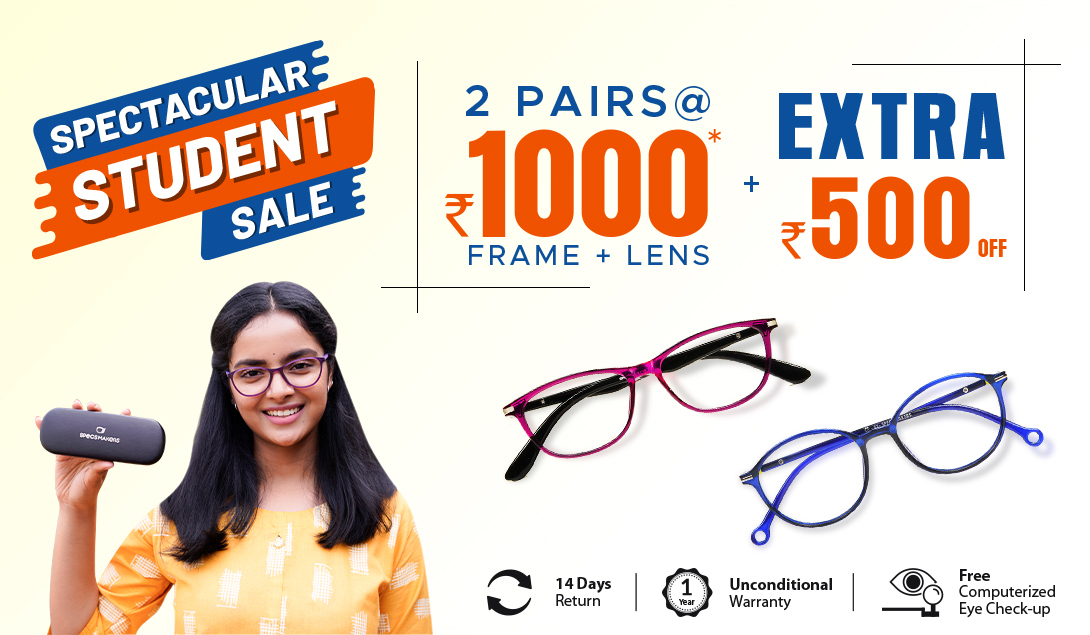 SPECTACULAR
STUDENT
SALE
2 PAIRS@
₹1000*
FRAME + LENS
+
EXTRA
₹500 OFF
SPECSMAKERS
14 Days
Return
1
Year
Unconditional
Warranty
Free
Computerized
Eye Check-up